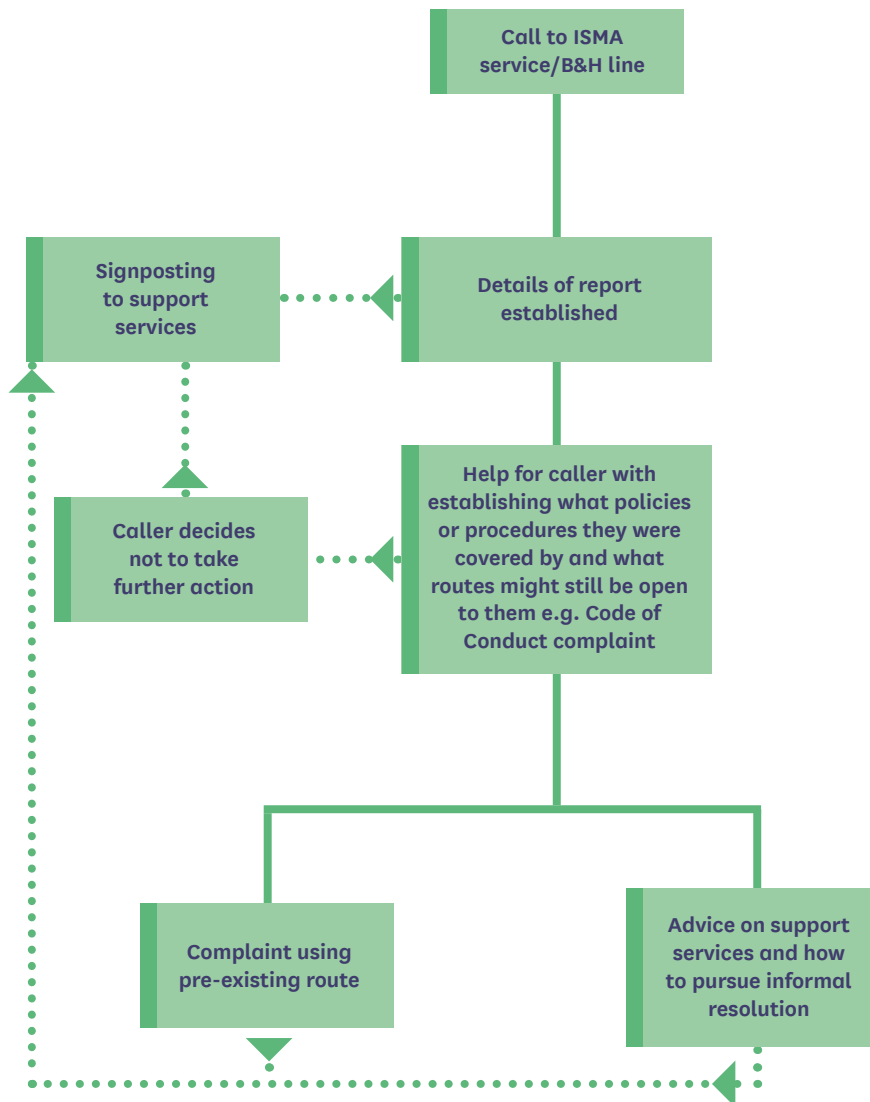 Call to ISMA
service/B&H line
Signposting
to support
services
Details of report
established
Help for caller with
establishing what policies
or procedures they were
covered by and what
routes might still be open
to them e.g. Code of
Conduct complaint
Caller decides
not to take
further action
Complaint using
pre-existing route
Advice on support
services and how
to pursue informal
resolution